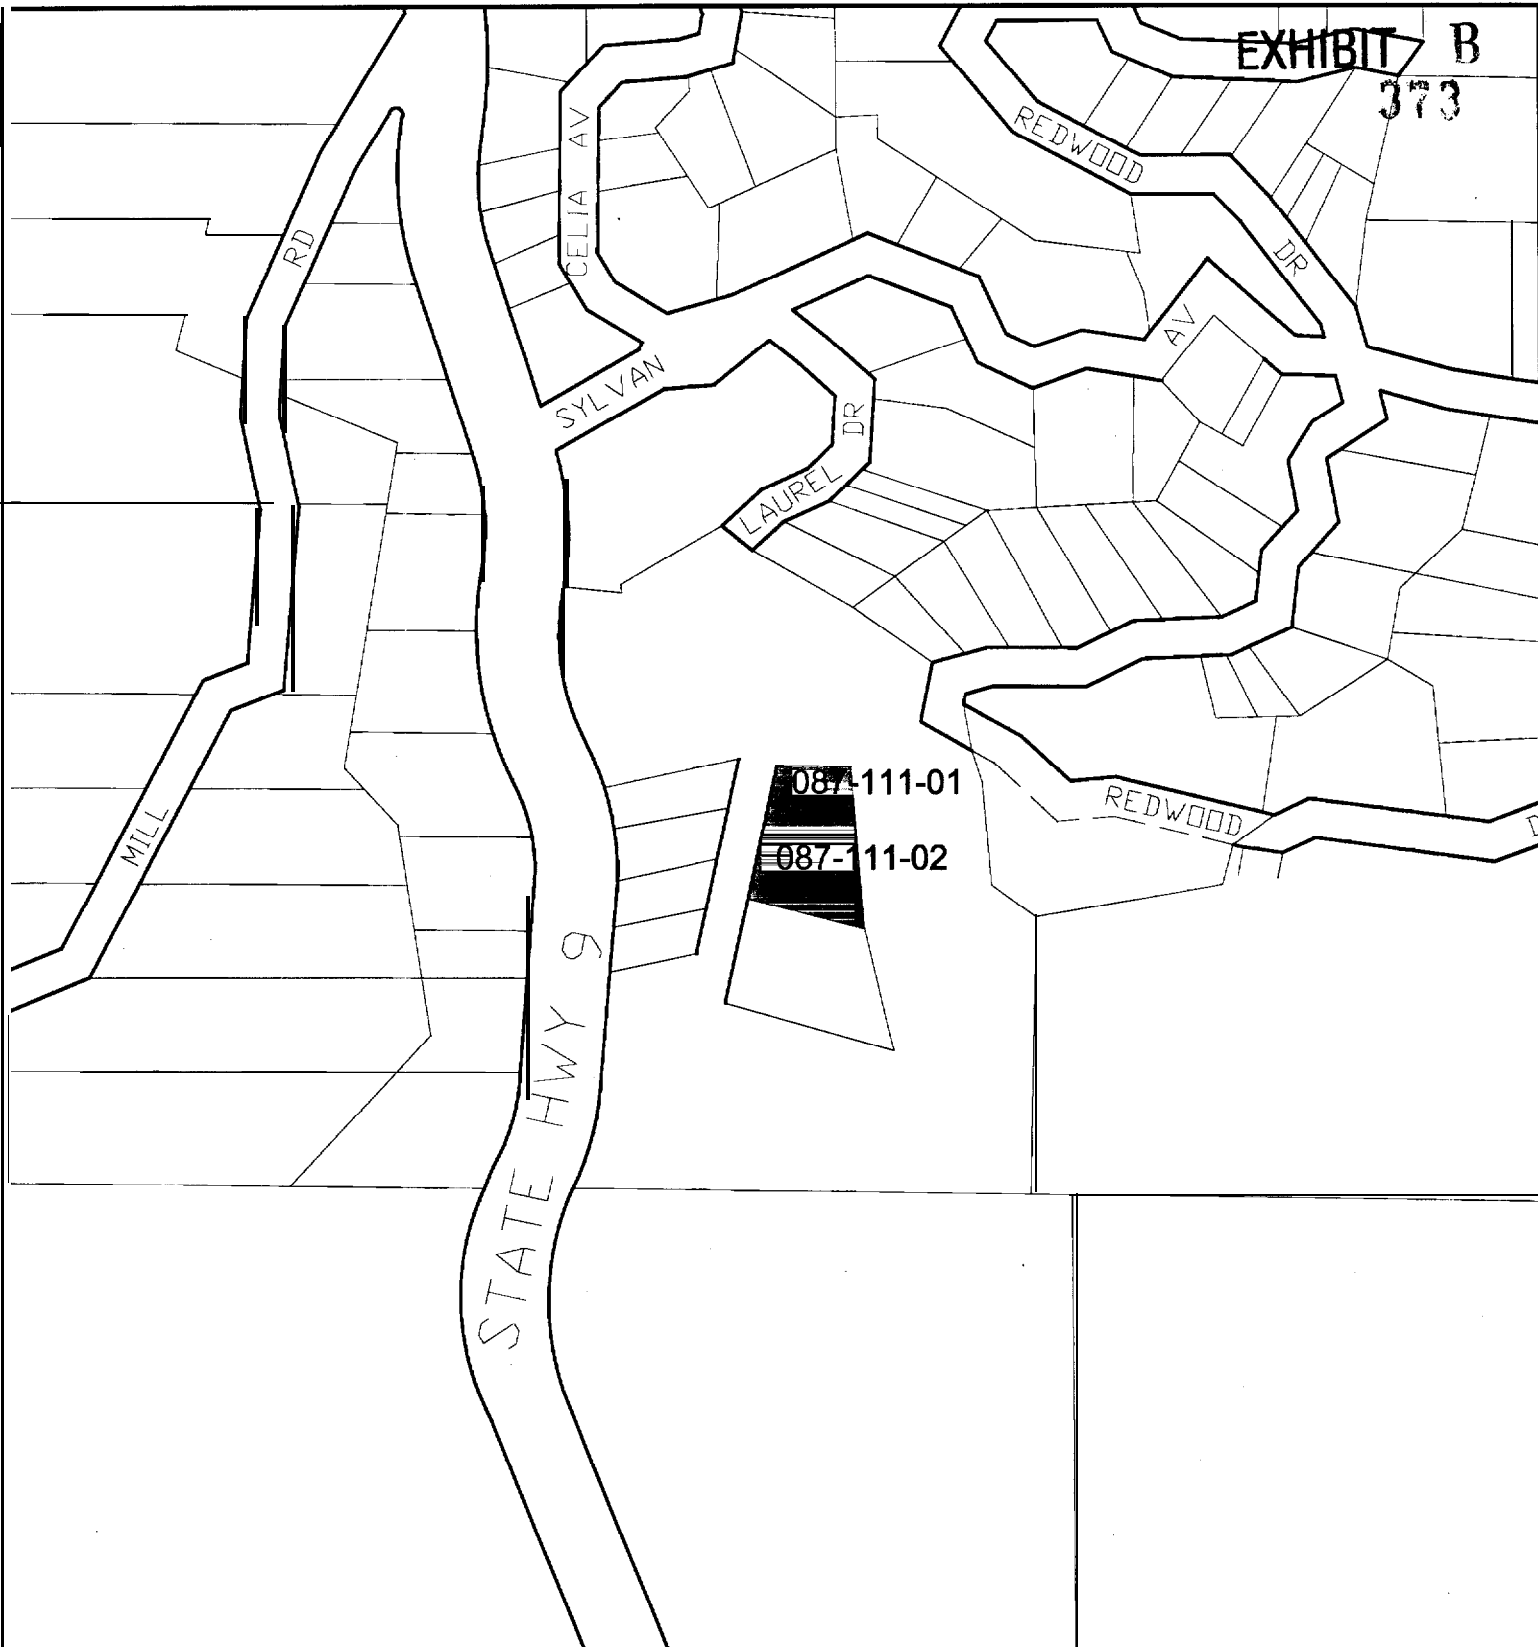 EXHIBIT B
373
REDWOOD
DR
CELIA AV
RD
AV
SYLVAN
DR
LAUREL
087-111-01
REDWOOD
MILL
087-111-02
STATE HWY 9